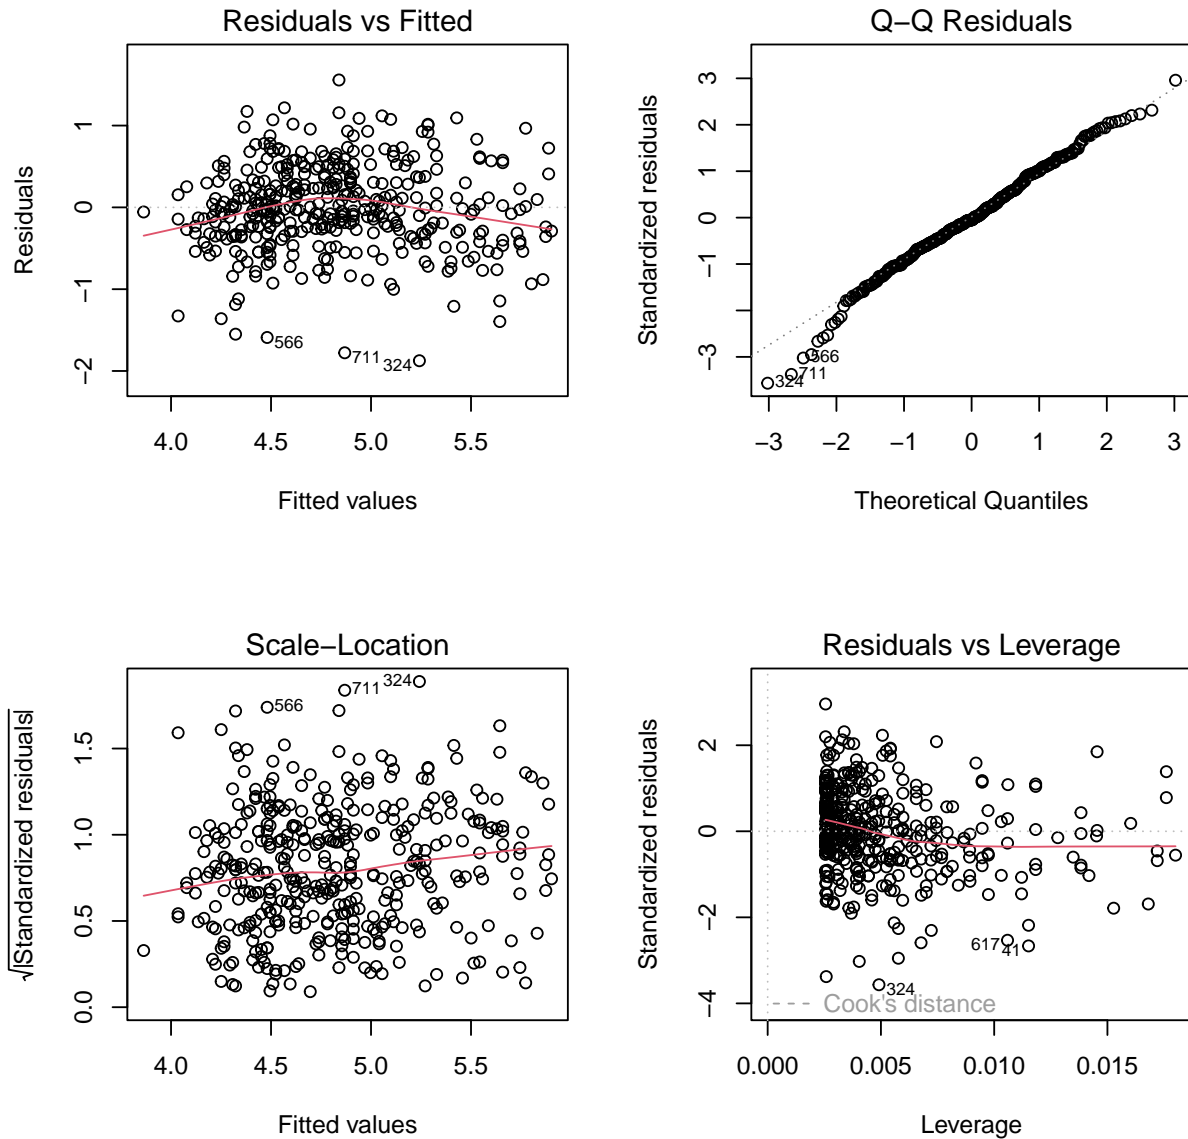 Residuals vs Fitted
Residuals
1
0
−1
−2
566
711
324
4.0 4.5 5.0 5.5
Fitted values
Q−Q Residuals
Standardized residuals
3
2
1
0
−1
−3
566
711
324
−3 −2 −1 0 1 2 3
Theoretical Quantiles
Scale−Location
√|Standardized residuals|
1.5
1.0
0.5
0.0
566
711
324
4.0 4.5 5.0 5.5
Fitted values
Residuals vs Leverage
Standardized residuals
2
0
−2
−4
617
41
324
Cook's distance
0.000 0.005 0.010 0.015
Leverage